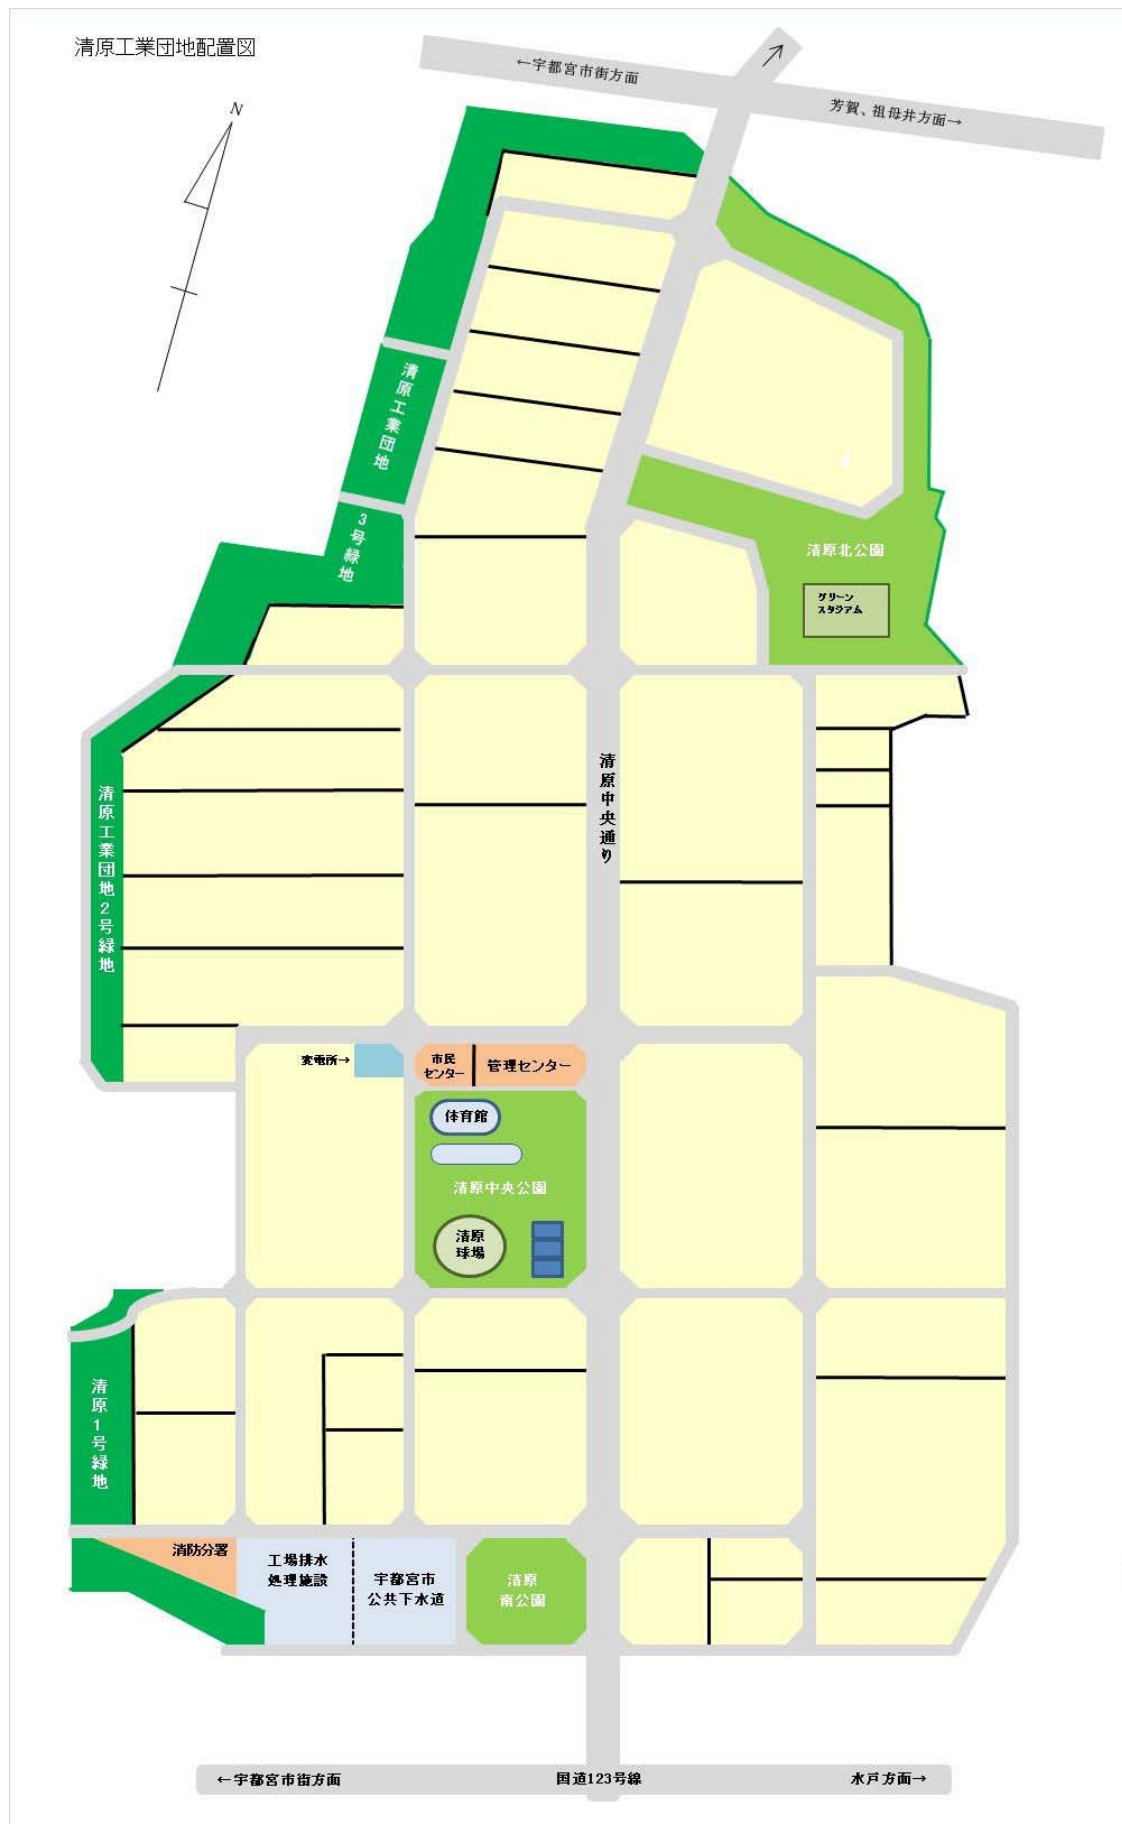 清原工業団地配置図
←宇都宮市街方面
↗
芳賀、祖母井方面→
N
清原工業団地
3号緑地
清原北公園
グリーン
スタジアム
清原中央通り
清原工業団地2号緑地
変電所→
市民
センター
管理センター
体育館
清原中央公園
清原
球場
清原1号緑地
消防分署
工場排水
処理施設
宇都宮市
公共下水道
清原
南公園
←宇都宮市街方面
国道123号線
水戸方面→